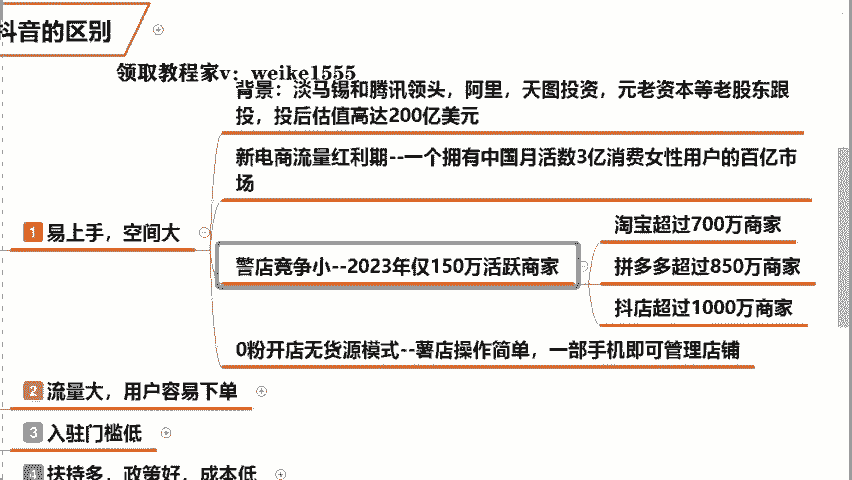 抖音的区别
领取教程家v：weike1555
背景：淡马锡和腾讯领头，阿里，天图投资，元老资本等老股东跟
投，投后估值高达200亿美元
新电商流量红利期--一个拥有中国月活数3亿消费女性用户的百亿市
场
1 易上手，空间大
警店竞争小--2023年仅150万活跃商家
淘宝超过700万商家
拼多多超过850万商家
抖店超过1000万商家
0粉开店无货源模式--薯店操作简单，一部手机即可管理店铺
2 流量大，用户容易下单
3 入驻门槛低
4 扶持多，政策好，成本低